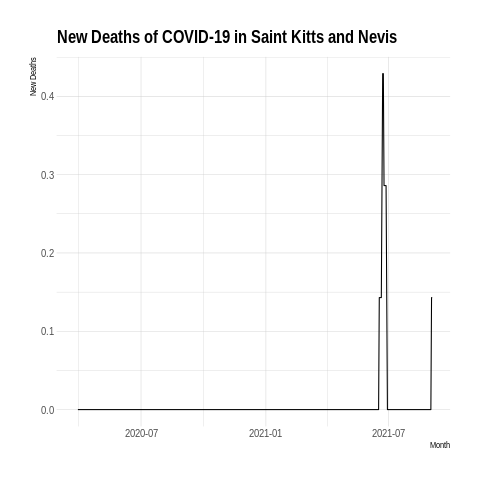 New Deaths of COVID-19 in Saint Kitts and Nevis
New Deaths
0.4
0.3
0.2
0.1
0.0
2020-07
2021-01
2021-07
Month